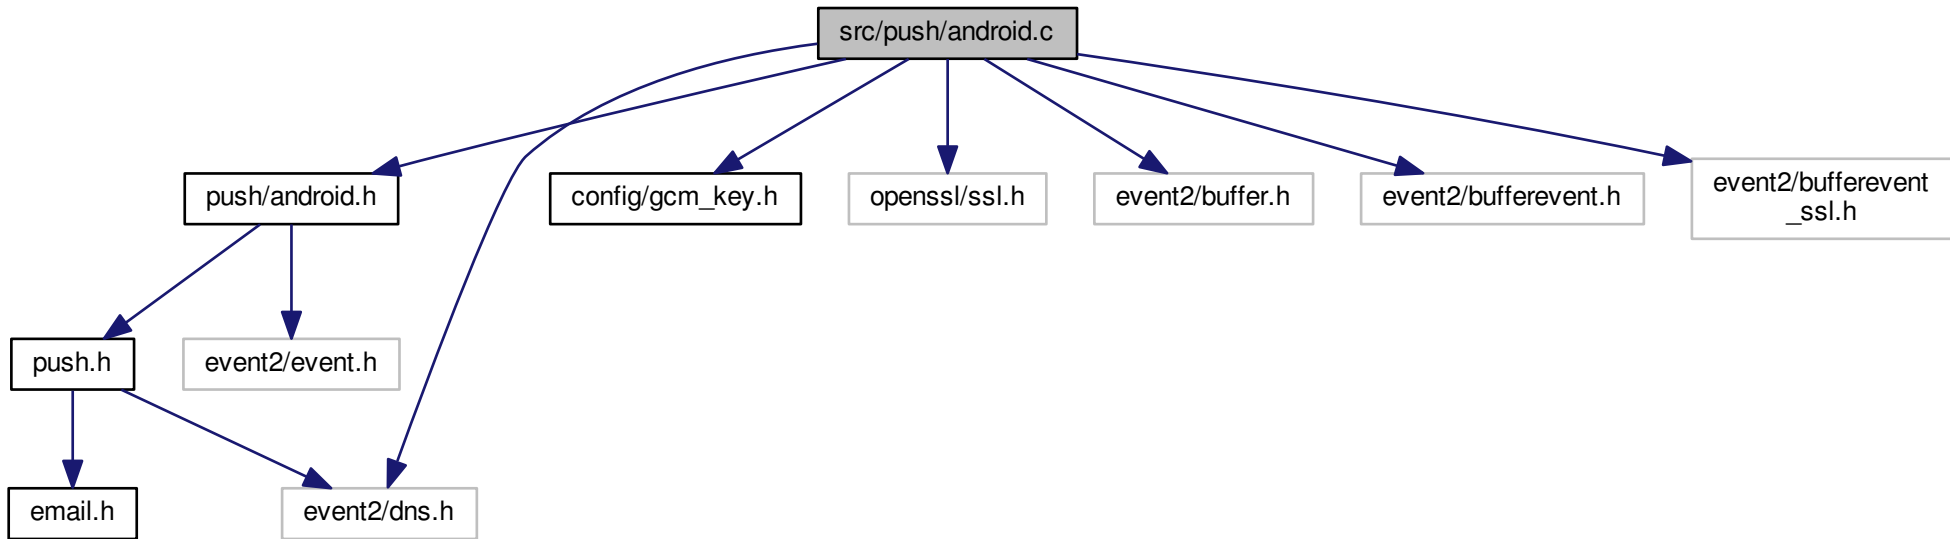 src/push/android.c
push/android.h
config/gcm_key.h
openssl/ssl.h
event2/buffer.h
event2/bufferevent.h
event2/bufferevent
_ssl.h
push.h
event2/event.h
email.h
event2/dns.h